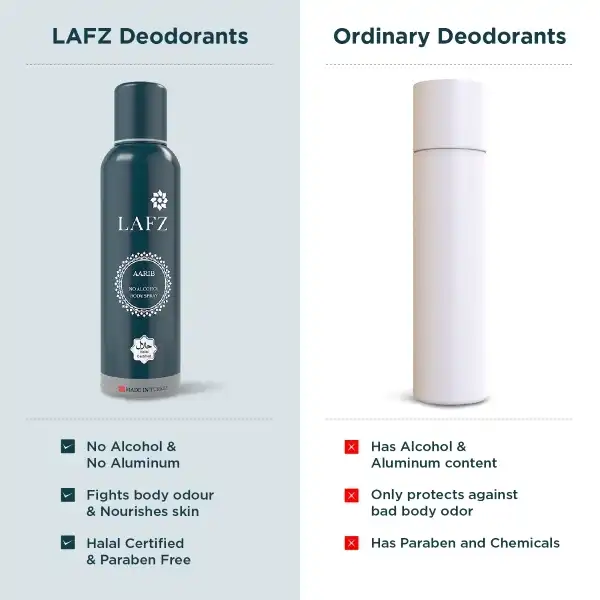 LAFZ Deodorants
LAFZ
AARIB
NO ALCOHOL
BODY SPRAY
حلال
MADE IN TURKEY
No Alcohol &
No Aluminum
Fights body odour
& Nourishes skin
Halal Certified
& Paraben Free
Ordinary Deodorants
Has Alcohol &
Aluminum content
Only protects against
bad body odor
Has Paraben and Chemicals